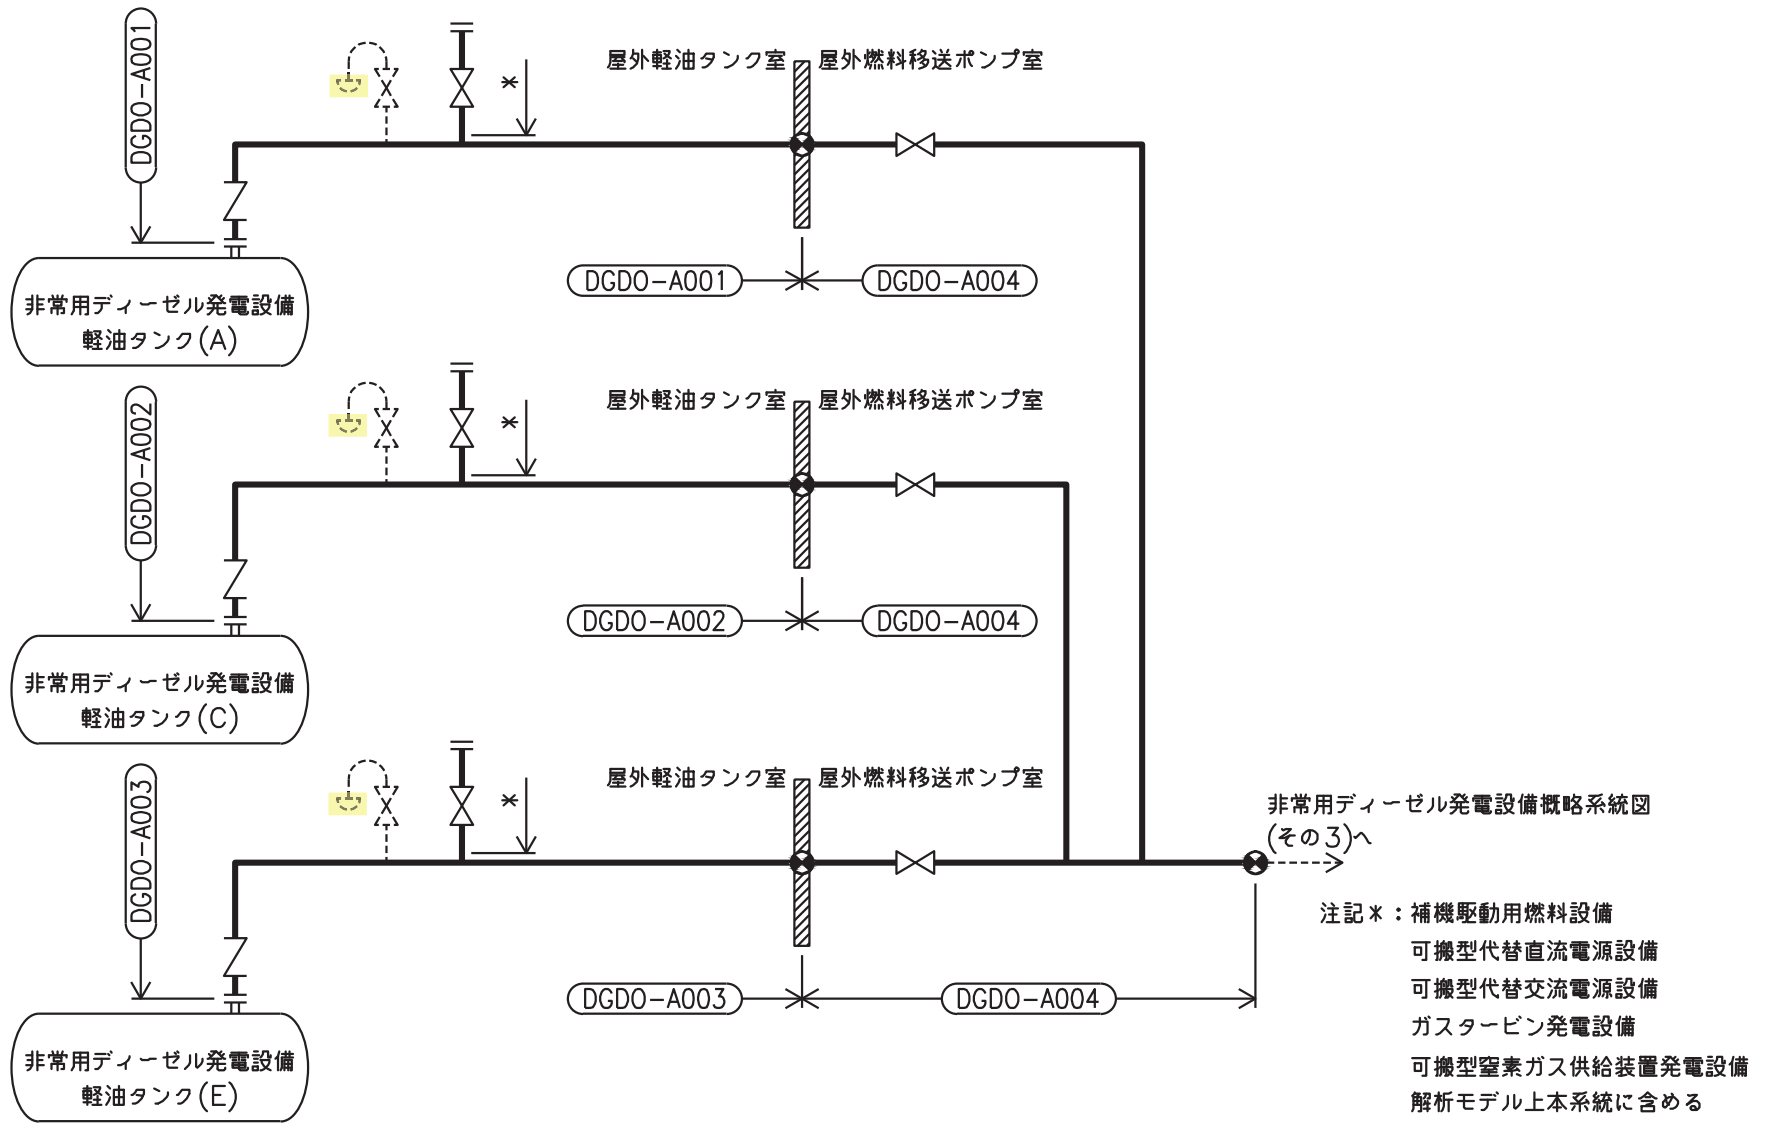 DGDO-A001
屋外軽油タンク室
屋外燃料移送ポンプ室
*
DGDO-A001
DGDO-A004
非常用ディーゼル発電設備
軽油タンク(A)
DGDO-A002
屋外軽油タンク室
屋外燃料移送ポンプ室
*
DGDO-A002
DGDO-A004
非常用ディーゼル発電設備
軽油タンク(C)
DGDO-A003
屋外軽油タンク室
屋外燃料移送ポンプ室
*
非常用ディーゼル発電設備概略系統図
(その3)へ
DGDO-A003
DGDO-A004
非常用ディーゼル発電設備
軽油タンク(E)
注記*:補機駆動用燃料設備
可搬型代替直流電源設備
可搬型代替交流電源設備
ガスタービン発電設備
可搬型窒素ガス供給装置発電設備
解析モデル上本系統に含める